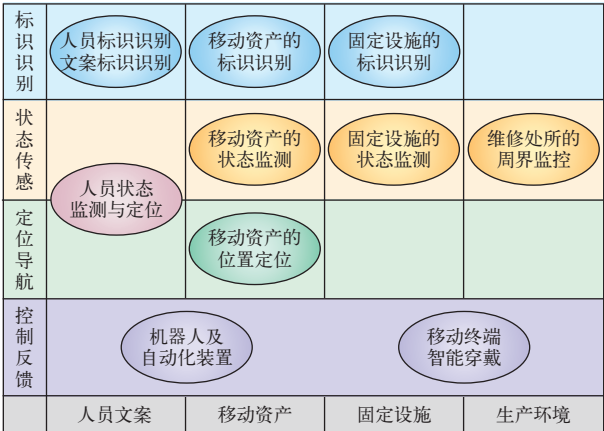 标识识别
人员标识识别
文案标识识别
移动资产的
标识识别
固定设施的
标识识别
状态传感
移动资产的
状态监测
固定设施的
状态监测
维修处所的
周界监控
人员状态
监测与定位
定位导航
移动资产的
位置定位
控制反馈
机器人及
自动化装置
移动终端
智能穿戴
人员文案
移动资产
固定设施
生产环境